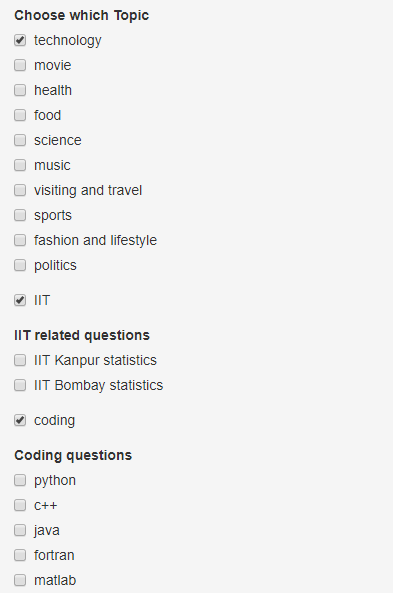 Choose which Topic
technology
movie
health
food
science
music
visiting and travel
sports
fashion and lifestyle
politics
IIT
IIT related questions
IIT Kanpur statistics
IIT Bombay statistics
coding
Coding questions
python
c++
java
fortran
matlab